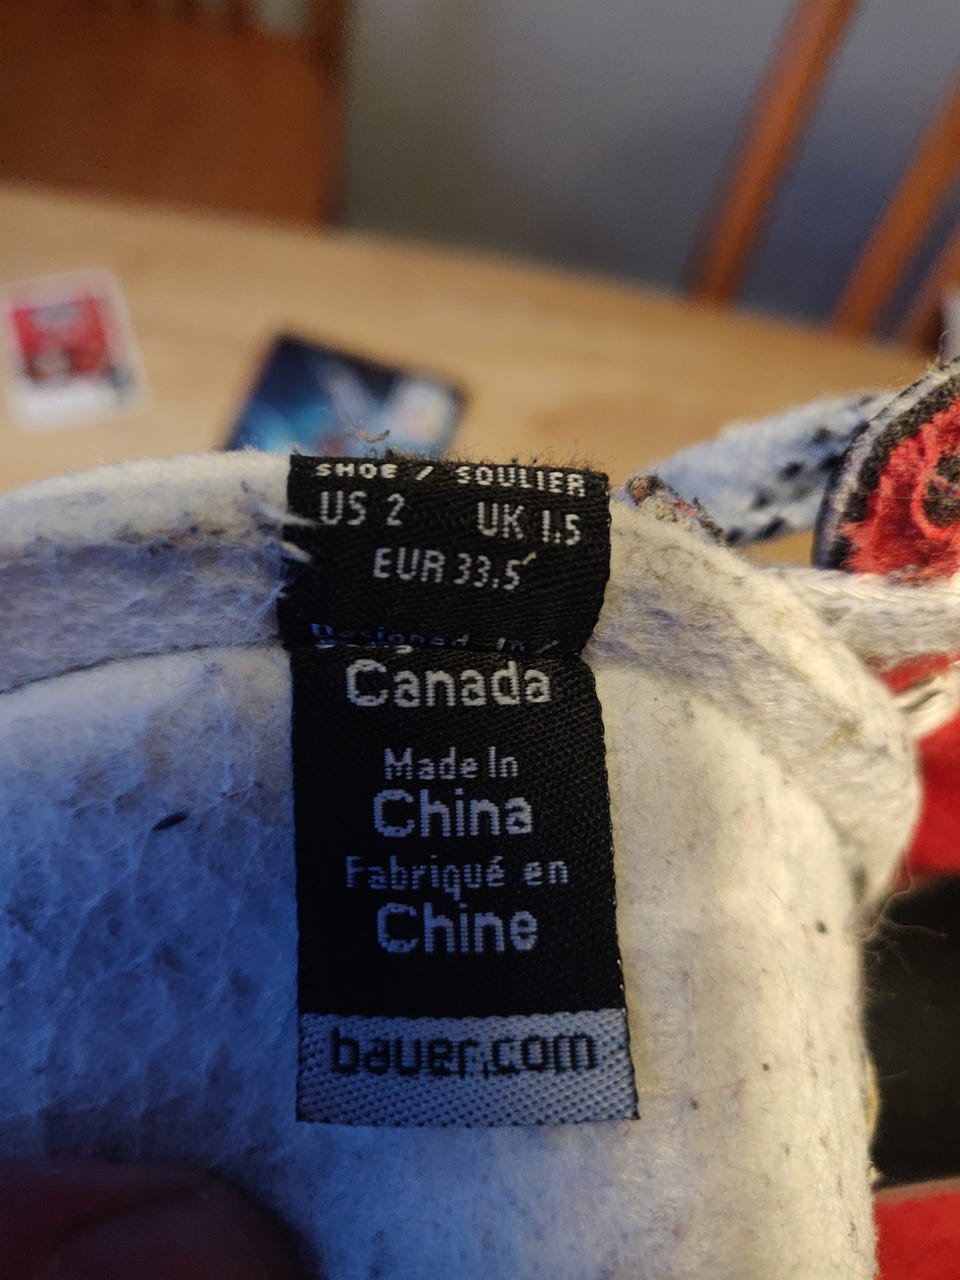 SHOE / SOULIER
US 2 UK 1.5
EUR 33.5
Designed In /
Canada
Made In
China
Fabriqué en
Chine
bauer.com